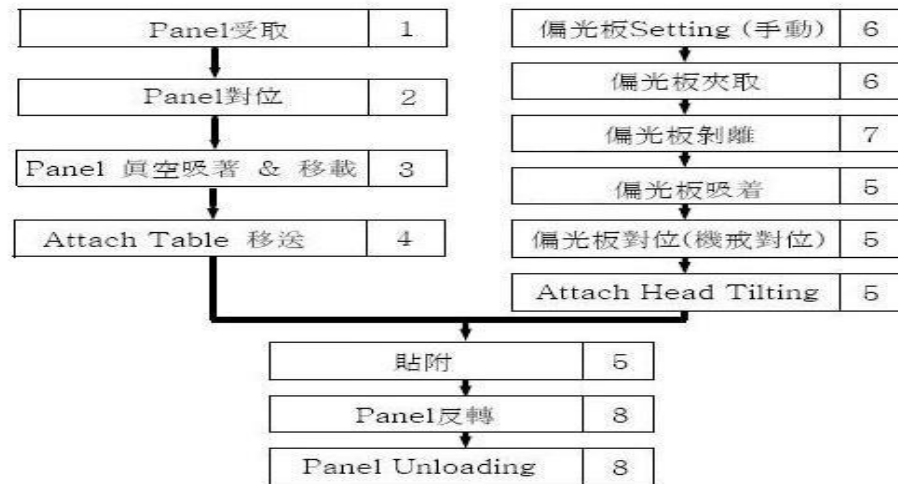 Panel受取 1
Panel對位 2
Panel 眞空吸著 & 移載 3
Attach Table 移送 4
偏光板Setting (手動) 6
偏光板夾取 6
偏光板剝離 7
偏光板吸着 5
偏光板對位(機戒對位) 5
Attach Head Tilting 5
貼附 5
Panel反轉 8
Panel Unloading 8